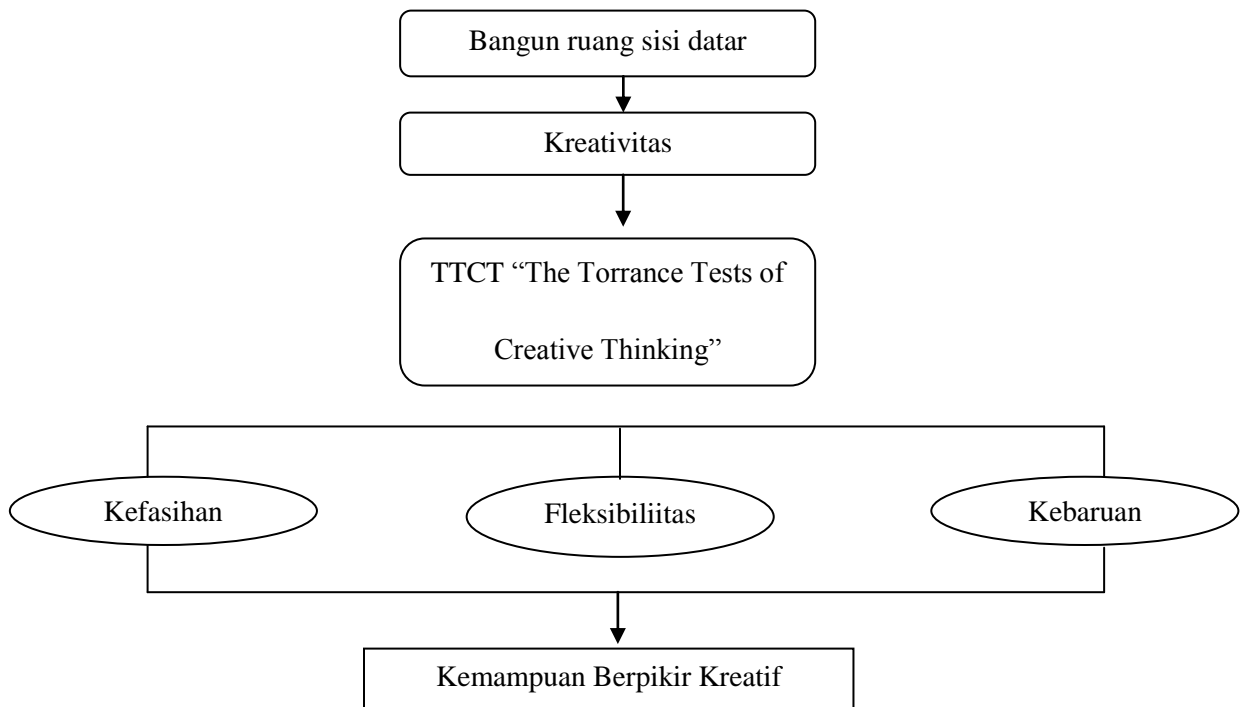 Bangun ruang sisi datar
Kreativitas
TTCT “The Torrance Tests of
Creative Thinking”
Kefasihan
Fleksibiliitas
Kebaruan
Kemampuan Berpikir Kreatif